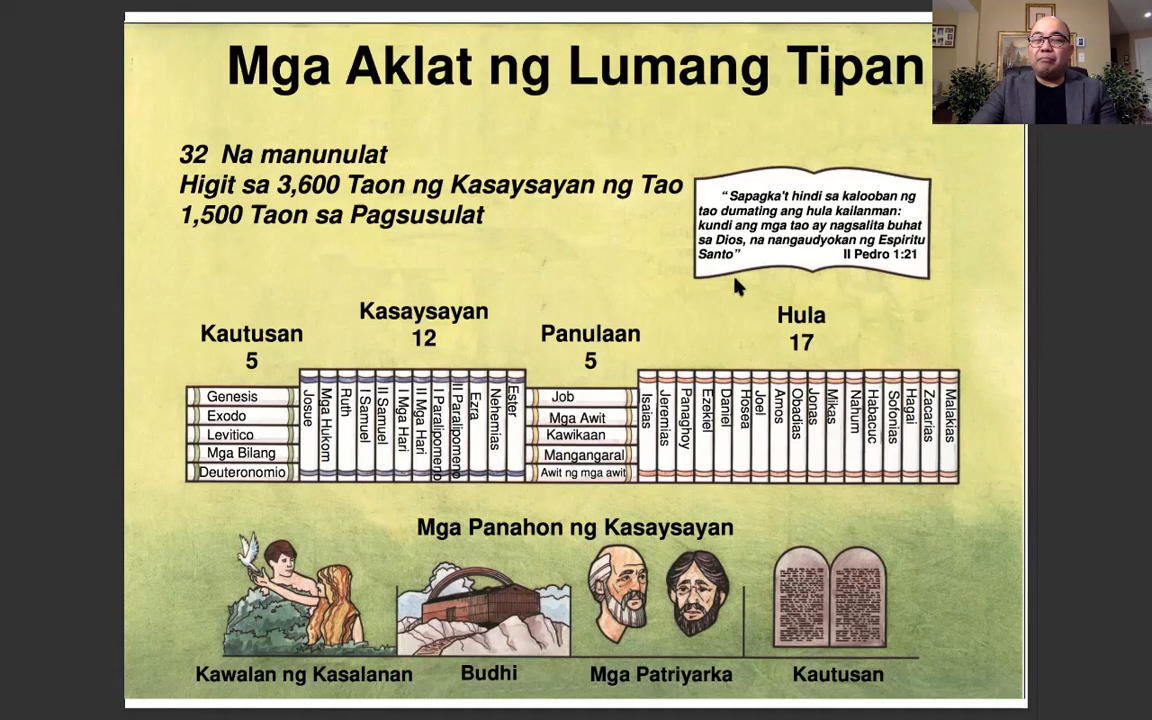 Mga Aklat ng Lumang Tipan
32 Na manunulat
Higit sa 3,600 Taon ng Kasaysayan ng Tao
1,500 Taon sa Pagsusulat
“Sapagka't hindi sa kalooban ng
tao dumating ang hula kailanman:
kundi ang mga tao ay nagsalita buhat
sa Dios, na nangaudyokan ng Espiritu
Santo” II Pedro 1:21
Kautusan
5
Kasaysayan
12
Panulaan
5
Hula
17
Genesis
Exodo
Levitico
Mga Bilang
Deuteronomio
Josue
Mga Hukom
Ruth
I Samuel
II Samuel
I Mga Hari
II Mga Hari
I Paralipomeno
II Paralipomeno
Ezra
Nehemias
Ester
Job
Mga Awit
Kawikaan
Mangangaral
Awit ng mga awit
Isaias
Jeremias
Panaghoy
Ezekiel
Daniel
Hosea
Joel
Amos
Obadias
Jonas
Mikas
Nahum
Habacuc
Sofonias
Hagai
Zacarias
Malakias
Mga Panahon ng Kasaysayan
Kawalan ng Kasalanan
Budhi
Mga Patriyarka
Kautusan